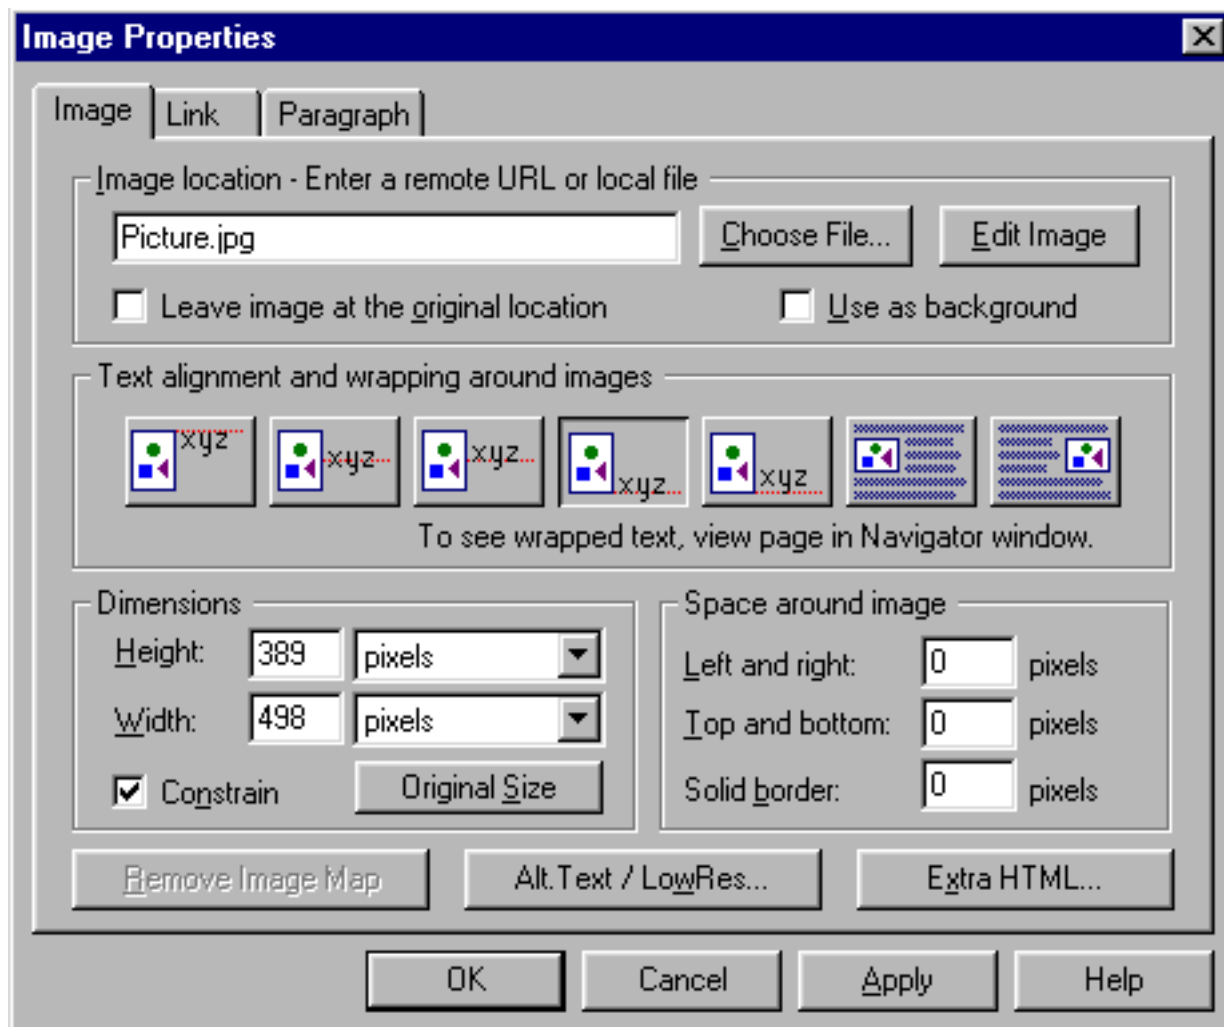 Image Properties
Image Link Paragraph
Image location - Enter a remote URL or local file
Picture.jpg Choose File... Edit Image
Leave image at the original location Use as background
Text alignment and wrapping around images
xyz xyz xyz xyz xyz
To see wrapped text, view page in Navigator window.
Dimensions
Height: 389 pixels
Width: 498 pixels
Constrain Original Size
Space around image
Left and right: 0 pixels
Top and bottom: 0 pixels
Solid border: 0 pixels
Remove Image Map Alt.Text / LowRes... Extra HTML...
OK Cancel Apply Help